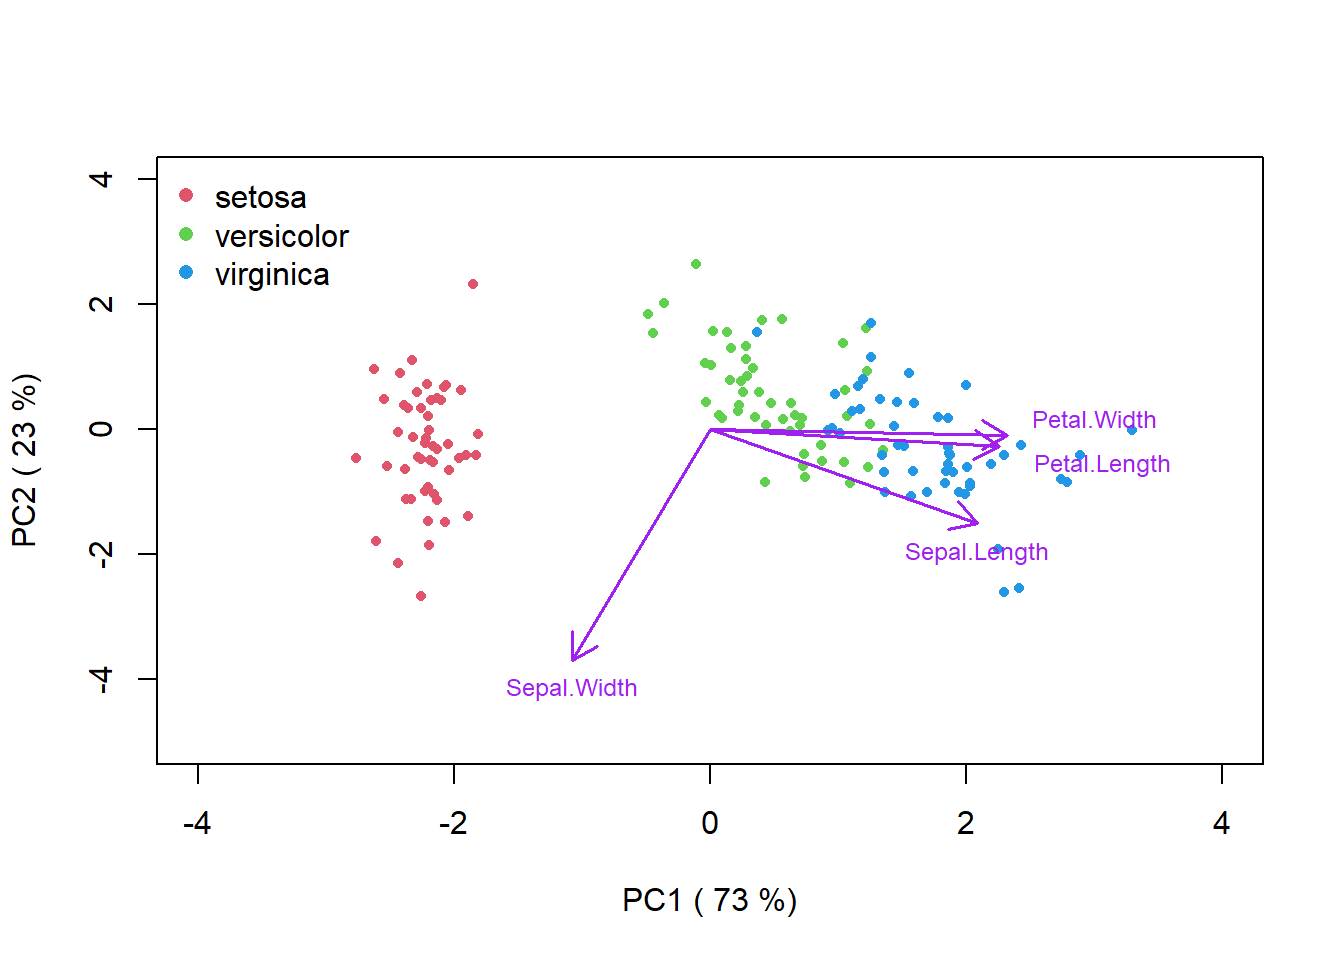 4
setosa
versicolor
virginica
2
Petal.Width
0
Petal.Length
Sepal.Length
-2
Sepal.Width
-4
PC2 ( 23 %)
-4 -2 0 2 4
PC1 ( 73 %)